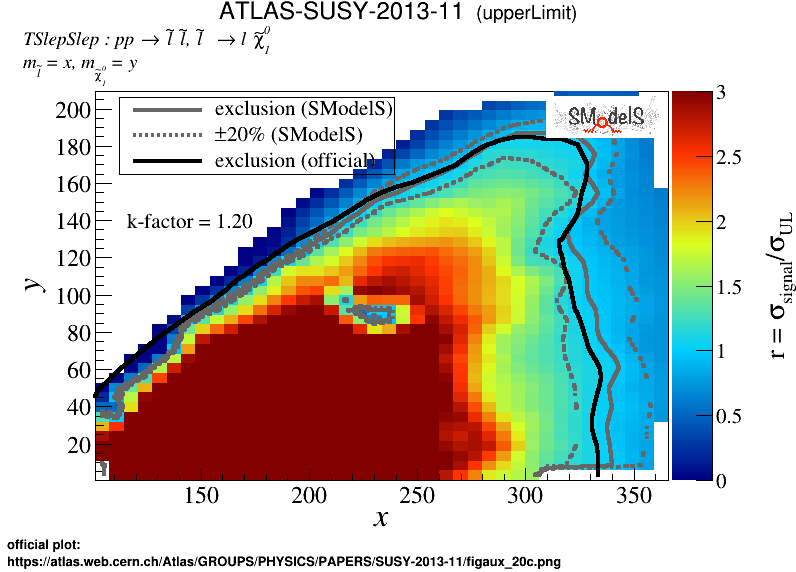 ATLAS-SUSY-2013-11 (upperLimit)
TSlepSlep : pp → l̃ l̃, l̃ → l χ̃₁⁰
m_l̃ = x, m_χ̃₁⁰ = y
exclusion (SModelS)
±20% (SModelS)
exclusion (official)
SModelS
k-factor = 1.20
200
180
160
140
120
100
80
60
40
20
y
150
200
250
300
350
x
3
2.5
2
1.5
1
0.5
0
r = σ_signal/σ_UL
official plot:
https://atlas.web.cern.ch/Atlas/GROUPS/PHYSICS/PAPERS/SUSY-2013-11/figaux_20c.png